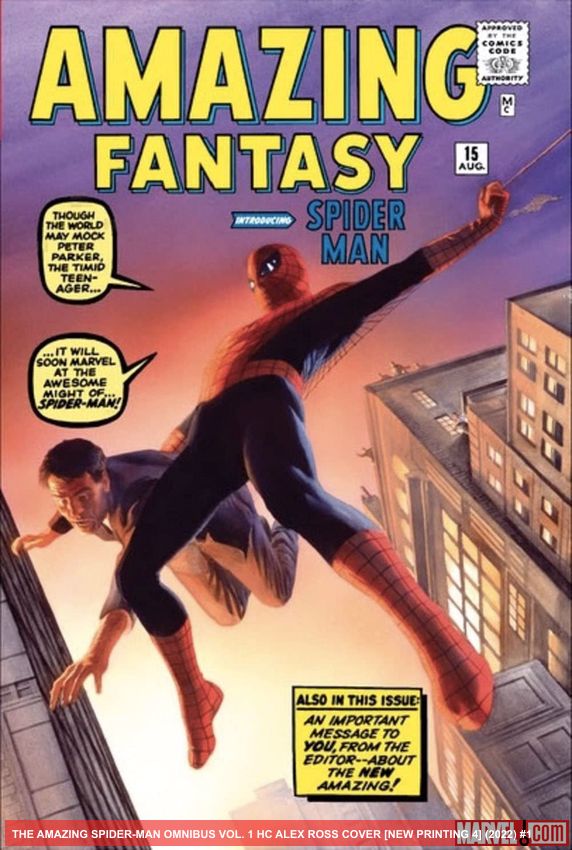 AMAZING
FANTASY
APPROVED
BY THE
COMICS
CODE
AUTHORITY
M
C
15
AUG.
INTRODUCING
SPIDER
MAN
THOUGH
THE WORLD
MAY MOCK
PETER
PARKER,
THE TIMID
TEEN-
AGER...
...IT WILL
SOON MARVEL
AT THE
AWESOME
MIGHT OF...
SPIDER-MAN!
ALSO IN THIS ISSUE:
AN IMPORTANT
MESSAGE TO
YOU, FROM THE
EDITOR--ABOUT
THE NEW
AMAZING!
THE AMAZING SPIDER-MAN OMNIBUS VOL. 1 HC ALEX ROSS COVER [NEW PRINTING 4] (2022) #1
MARVEL.com